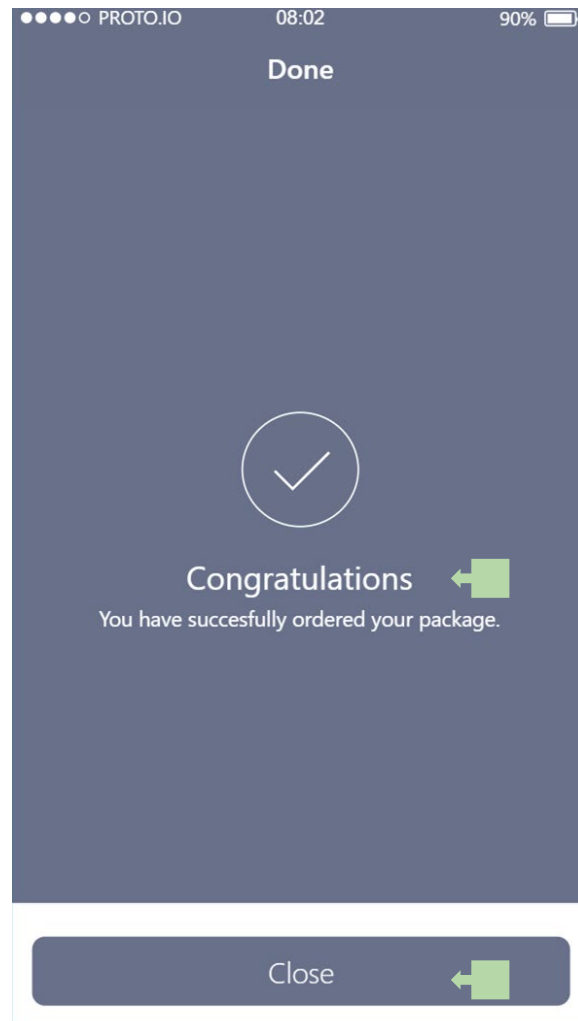 PROTO.IO 08:02 90%
Done
Congratulations
You have succesfully ordered your package.
Close